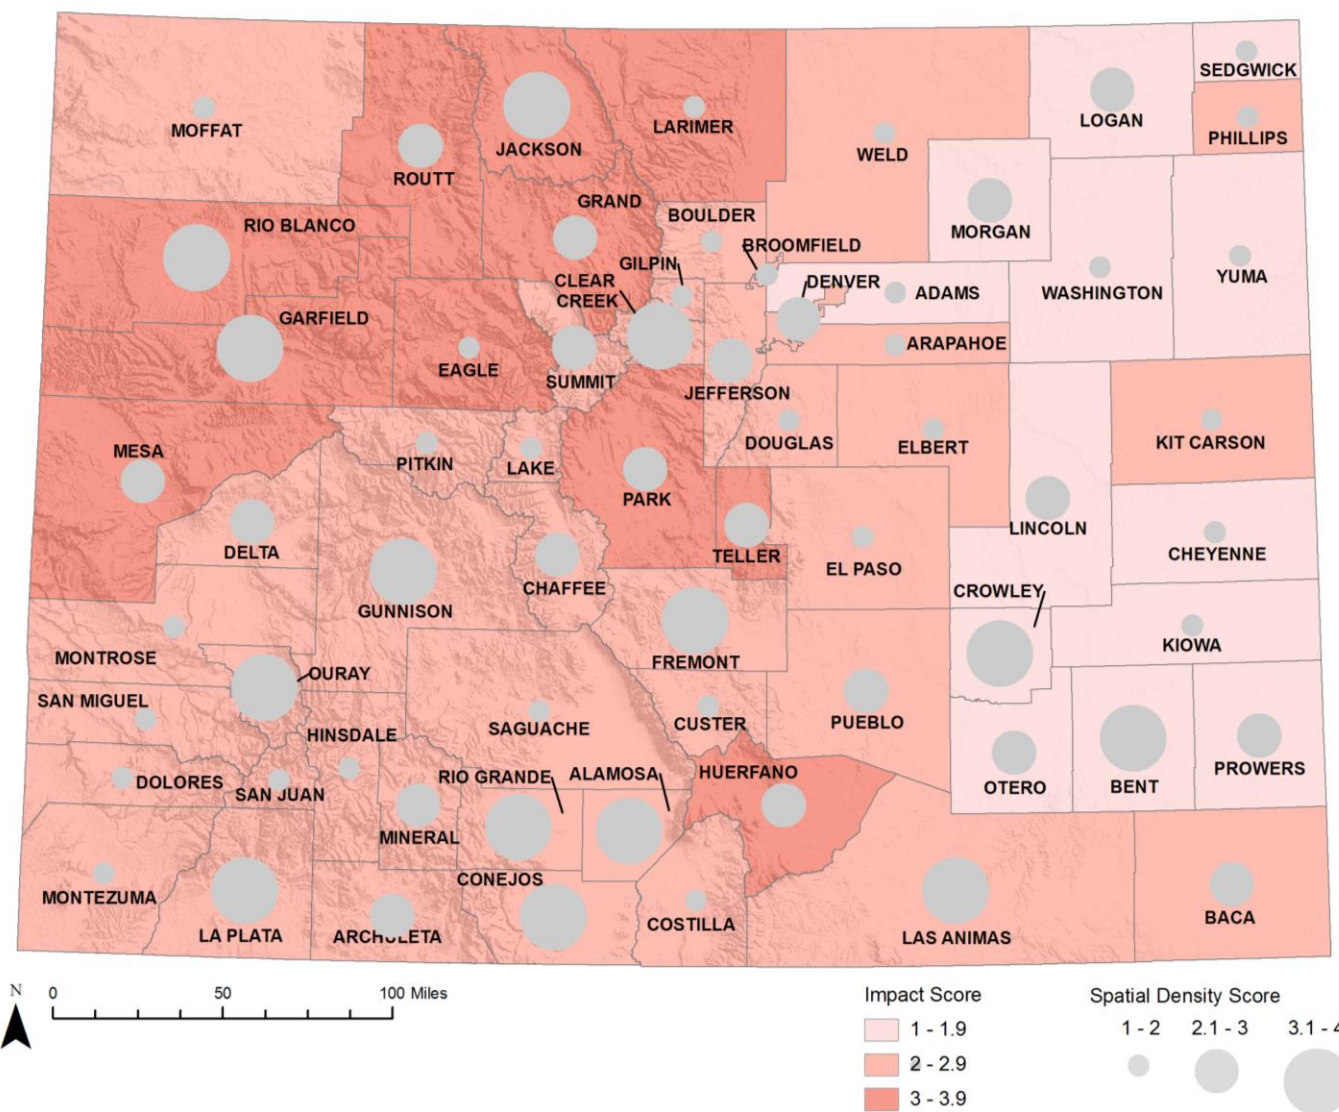 SEDGWICK
LOGAN
MOFFAT
LARIMER
PHILLIPS
JACKSON
WELD
ROUTT
GRAND
RIO BLANCO
BOULDER
MORGAN
BROOMFIELD
GILPIN
CLEAR
CREEK
DENVER
ADAMS
WASHINGTON
YUMA
GARFIELD
ARAPAHOE
EAGLE
SUMMIT
JEFFERSON
MESA
PITKIN
LAKE
DOUGLAS
ELBERT
KIT CARSON
PARK
LINCOLN
DELTA
TELLER
CHEYENNE
EL PASO
CHAFFEE
CROWLEY
GUNNISON
MONTROSE
FREMONT
KIOWA
OURAY
SAN MIGUEL
CUSTER
PUEBLO
SAGUACHE
HINSDALE
RIO GRANDE
ALAMOSA
HUERFANO
PROWERS
DOLORES
SAN JUAN
OTERO
BENT
MINERAL
CONEJOS
MONTEZUMA
LA PLATA
ARCHULETA
COSTILLA
LAS ANIMAS
BACA
N
0 50 100 Miles
Impact Score
1 - 1.9
2 - 2.9
3 - 3.9
Spatial Density Score
1 - 2 2.1 - 3 3.1 - 4